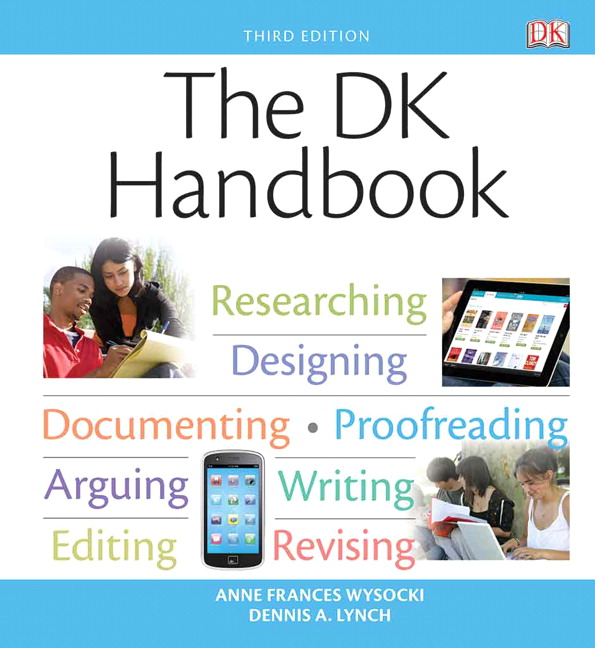 THIRD EDITION
DK
The DK
Handbook
Researching
Designing
Documenting • Proofreading
Arguing
Writing
Editing
Revising
ANNE FRANCES WYSOCKI
DENNIS A. LYNCH